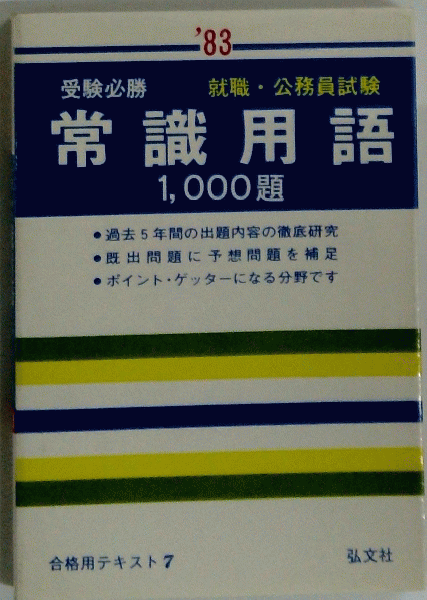 '83
受験必勝 就職・公務員試験
常識用語
1,000題
●過去5年間の出題内容の徹底研究
●既出問題に予想問題を補足
●ポイント・ゲッターになる分野です
合格用テキスト7 弘文社